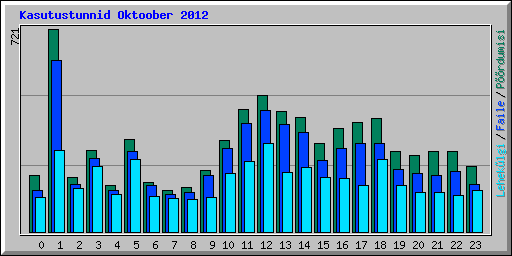 Kasutustunnid Oktoober 2012
721
Lehekülgi / Faile / Pöördumisi
0 1 2 3 4 5 6 7 8 9 10 11 12 13 14 15 16 17 18 19 20 21 22 23